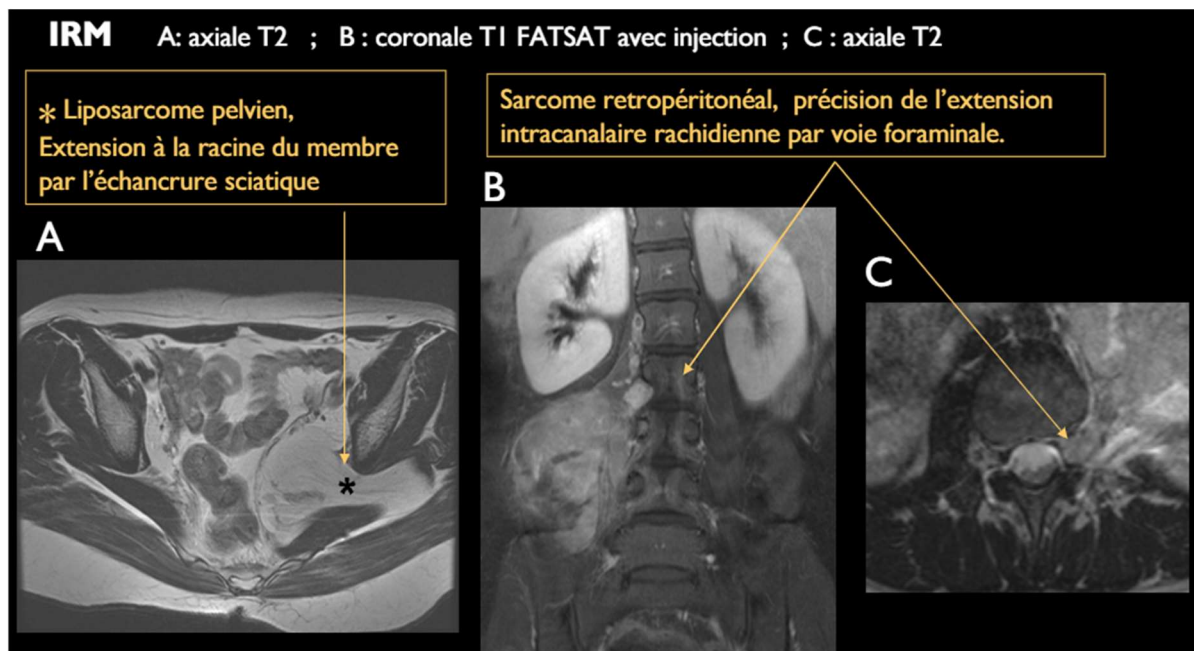 IRM A: axiale T2 ; B : coronale T1 FATSAT avec injection ; C : axiale T2
* Liposarcome pelvien,
Extension à la racine du membre
par l'échancrure sciatique
Sarcome retropéritonéal, précision de l'extension
intracanalaire rachidienne par voie foraminale.
A
B
C
*